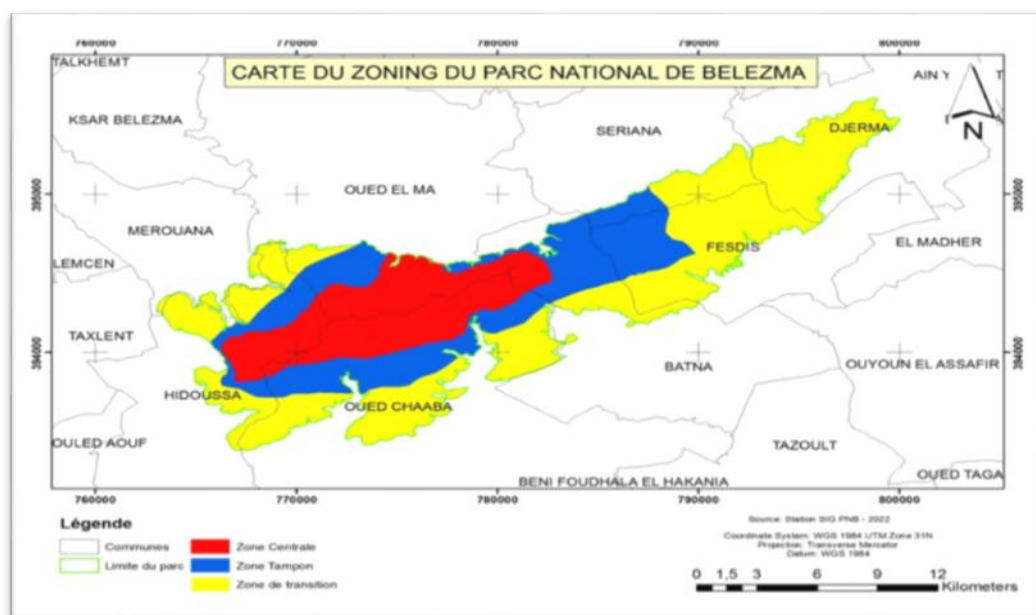 760000 770000 780000 790000 800000
CARTE DU ZONING DU PARC NATIONAL DE BELEZMA
TALKHEMT
AIN Y
KSAR BELEZMA
SERIANA
DJERMA
N
395000
OUED EL MA
395000
MEROUANA
FESDIS
EL MADHER
LEMCEN
TAXLENT
394000
394000
BATNA
OUYOUN EL ASSAFIR
HIDOUSSA
OUED CHAABA
OULED AOUF
TAZOULT
OUED TAGA
BENI FOUDHALA EL HAKANIA
760000 770000 780000 790000 800000
Légende
Communes
Limite du parc
Zone Centrale
Zone Tampon
Zone de transition
Source: Station SIG PNB - 2022
Coordinate System: WGS 1984 UTM Zone 31N
Projection: Transverse Mercator
Datum: WGS 1984
0 1,5 3 6 9 12
Kilometers